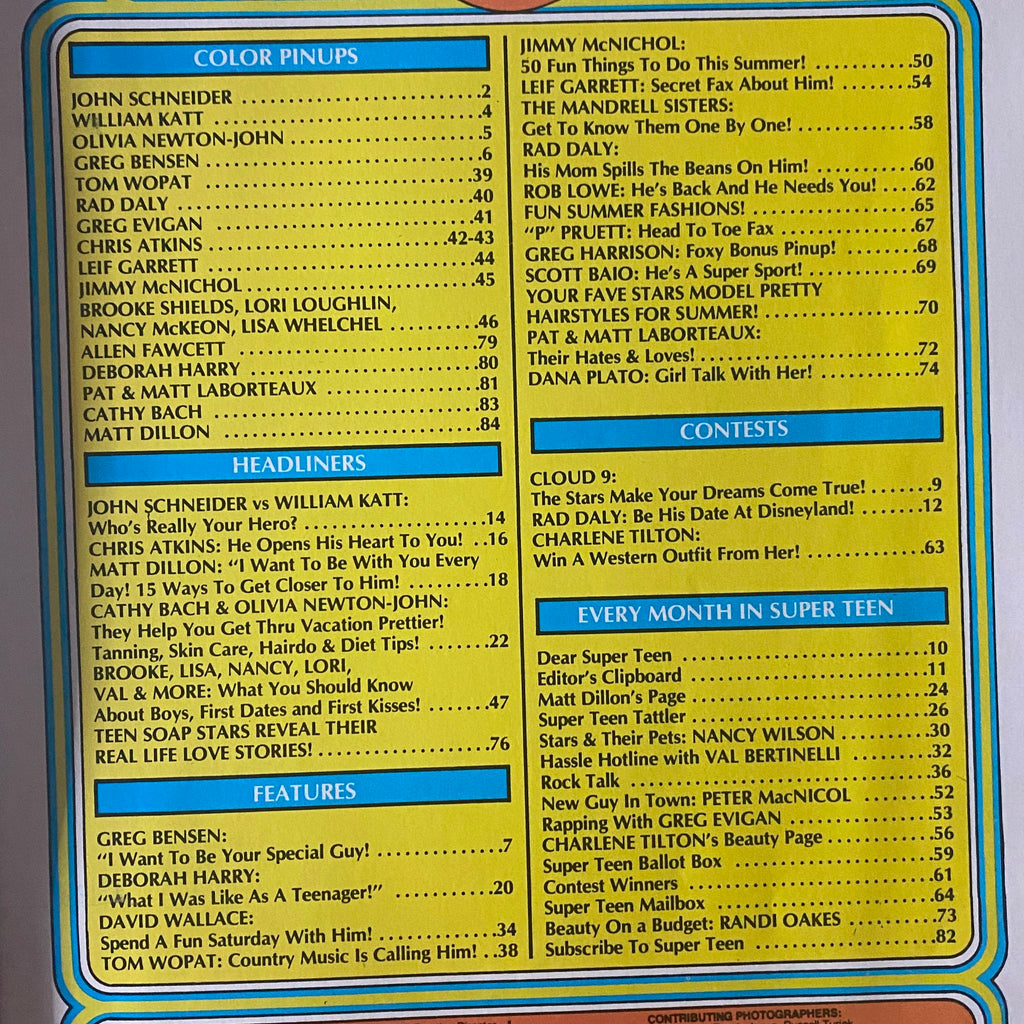 COLOR PINUPS
JOHN SCHNEIDER ........................2
WILLIAM KATT ..........................4
OLIVIA NEWTON-JOHN ....................5
GREG BENSEN ...........................6
TOM WOPAT ............................39
RAD DALY .............................40
GREG EVIGAN ..........................41
CHRIS ATKINS ......................42-43
LEIF GARRETT .........................44
JIMMY McNICHOL .......................45
BROOKE SHIELDS, LORI LOUGHLIN,
NANCY McKEON, LISA WHELCHEL .........46
ALLEN FAWCETT .......................79
DEBORAH HARRY .......................80
PAT & MATT LABORTEAUX ...............81
CATHY BACH ..........................83
MATT DILLON .........................84
HEADLINERS
JOHN SCHNEIDER vs WILLIAM KATT:
Who's Really Your Hero? ..................14
CHRIS ATKINS: He Opens His Heart To You! ..16
MATT DILLON: "I Want To Be With You Every
Day! 15 Ways To Get Closer To Him! .........18
CATHY BACH & OLIVIA NEWTON-JOHN:
They Help You Get Thru Vacation Prettier!
Tanning, Skin Care, Hairdo & Diet Tips! .......22
BROOKE, LISA, NANCY, LORI,
VAL & MORE: What You Should Know
About Boys, First Dates and First Kisses! .......47
TEEN SOAP STARS REVEAL THEIR
REAL LIFE LOVE STORIES! ...................76
FEATURES
GREG BENSEN:
"I Want To Be Your Special Guy! .............7
DEBORAH HARRY:
"What I Was Like As A Teenager!" ..........20
DAVID WALLACE:
Spend A Fun Saturday With Him! ............34
TOM WOPAT: Country Music Is Calling Him! ..38
JIMMY McNICHOL:
50 Fun Things To Do This Summer! ...........50
LEIF GARRETT: Secret Fax About Him! ........54
THE MANDRELL SISTERS:
Get To Know Them One By One! ............58
RAD DALY:
His Mom Spills The Beans On Him! ..........60
ROB LOWE: He's Back And He Needs You! ....62
FUN SUMMER FASHIONS! ................65
"P" PRUETT: Head To Toe Fax ..............67
GREG HARRISON: Foxy Bonus Pinup! .......68
SCOTT BAIO: He's A Super Sport! ...........69
YOUR FAVE STARS MODEL PRETTY
HAIRSTYLES FOR SUMMER! ................70
PAT & MATT LABORTEAUX:
Their Hates & Loves! ......................72
DANA PLATO: Girl Talk With Her! ..........74
CONTESTS
CLOUD 9:
The Stars Make Your Dreams Come True! .......9
RAD DALY: Be His Date At Disneyland! .......12
CHARLENE TILTON:
Win A Western Outfit From Her! ............63
EVERY MONTH IN SUPER TEEN
Dear Super Teen .........................10
Editor's Clipboard ........................11
Matt Dillon's Page ........................24
Super Teen Tattler ........................26
Stars & Their Pets: NANCY WILSON .........30
Hassle Hotline with VAL BERTINELLI ........32
Rock Talk ..............................36
New Guy In Town: PETER MacNICOL .......52
Rapping With GREG EVIGAN ..............53
CHARLENE TILTON's Beauty Page ...........56
Super Teen Ballot Box ....................59
Contest Winners .........................61
Super Teen Mailbox ......................64
Beauty On a Budget: RANDI OAKES ........73
Subscribe To Super Teen ..................82
CONTRIBUTING PHOTOGRAPHERS: